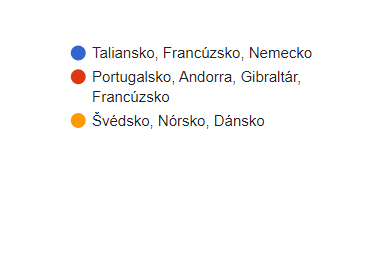 Taliansko, Francúzsko, Nemecko
Portugalsko, Andorra, Gibraltár,
Francúzsko
Švédsko, Nórsko, Dánsko